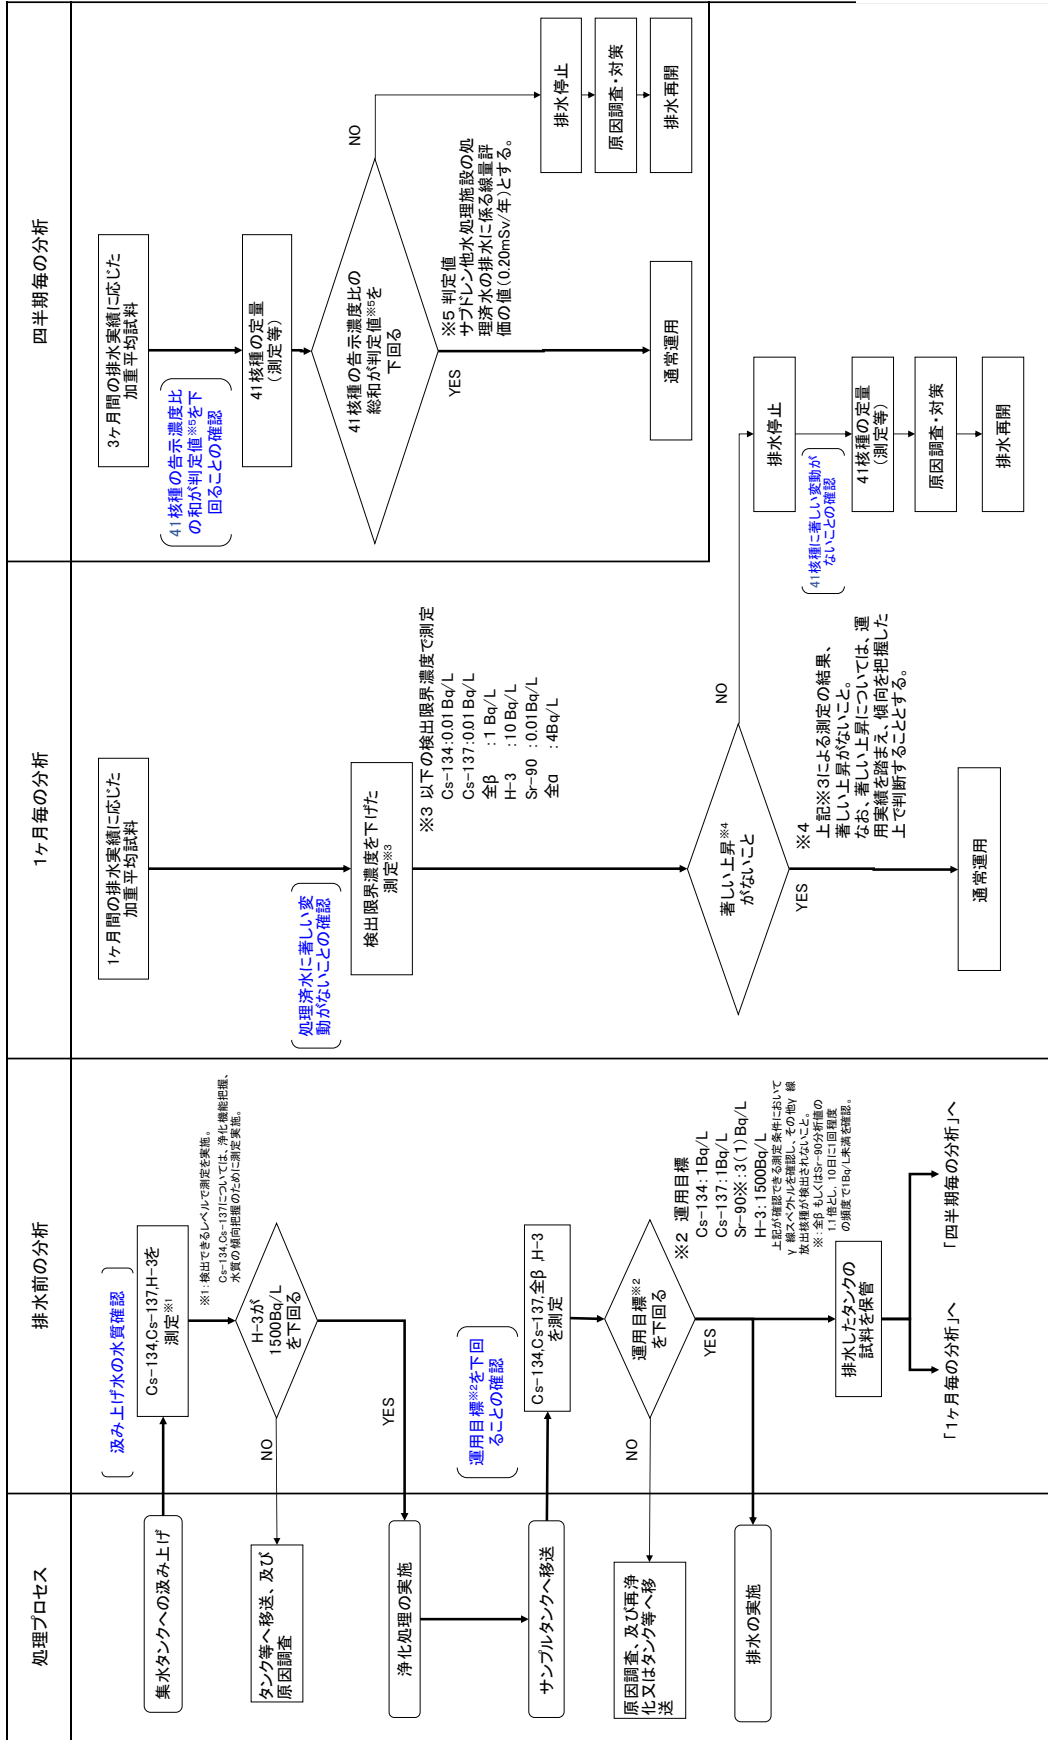 処理プロセス
集水タンクへの汲み上げ
タンク等へ移送、及び
原因調査
浄化処理の実施
サンプルタンクへ移送
原因調査、及び再浄
化又はタンク等へ移
送
排水の実施
排水前の分析
汲み上げ水の水質確認
Cs-134,Cs-137,H-3を
測定※1
※1:検出できるレベルで測定を実施。
Cs-134,Cs-137については、浄化機能把握、
水質の傾向把握のために測定実施。
H-3が
1500Bq/L
を下回る
NO
YES
運用目標※2を下回
ることの確認
Cs-134,Cs-137,全β,H-3
を測定
運用目標※2
を下回る
NO
YES
※2 運用目標
Cs-134:1Bq/L
Cs-137:1Bq/L
Sr-90※:3(1)Bq/L
H-3:1500Bq/L
上記が確認できる測定条件において
γ線スペクトルを確認し、その他γ線
放出核種が検出されないこと。
※:全βもしくはSr-90分析値の
1.1倍とし、10日に1回程度
の頻度で1Bq/L未満を確認。
排水したタンクの
試料を保管
「1ヶ月毎の分析」へ
「四半期毎の分析」へ
1ヶ月毎の分析
1ヶ月間の排水実績に応じた
加重平均試料
処理済水に著しい変
動がないことの確認
検出限界濃度を下げた
測定※3
※3 以下の検出限界濃度で測定
Cs-134:0.01Bq/L
Cs-137:0.01Bq/L
全β :1Bq/L
H-3 :10Bq/L
Sr-90 :0.01Bq/L
全α :4Bq/L
著しい上昇※4
がないこと
NO
YES
※4
上記※3による測定の結果、
著しい上昇がないこと。
なお、著しい上昇については、運
用実績を踏まえ、傾向を把握した
上で判断することとする。
通常運用
排水停止
41核種に著しい変動が
ないことの確認
41核種の定量
(測定等)
原因調査・対策
排水再開
四半期毎の分析
3ヶ月間の排水実績に応じた
加重平均試料
41核種の告示濃度比
の和が判定値※5を下
回ることの確認
41核種の定量
(測定等)
41核種の告示濃度比の
総和が判定値※5を
下回る
NO
YES
※5 判定値
サブドレン他水処理施設の処
理済水の排水に係る線量評
価の値(0.20mSv/年)とする。
通常運用
排水停止
原因調査・対策
排水再開